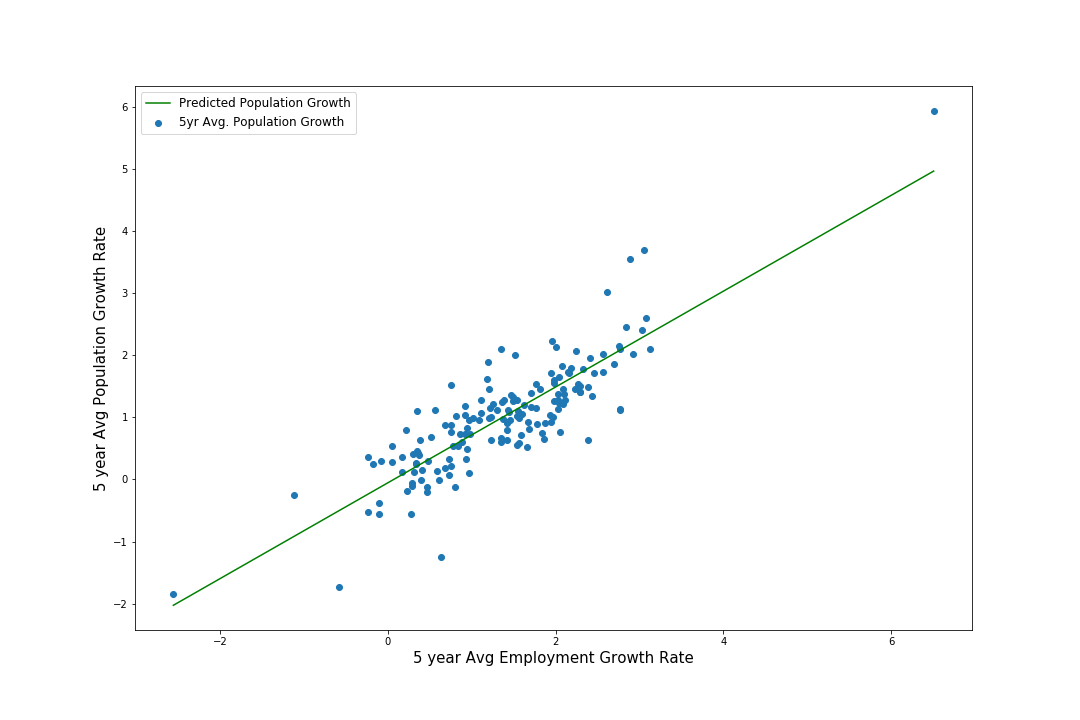 Predicted Population Growth
5yr Avg. Population Growth
6
5
4
3
2
1
0
−1
−2
5 year Avg Population Growth Rate
−2 0 2 4 6
5 year Avg Employment Growth Rate